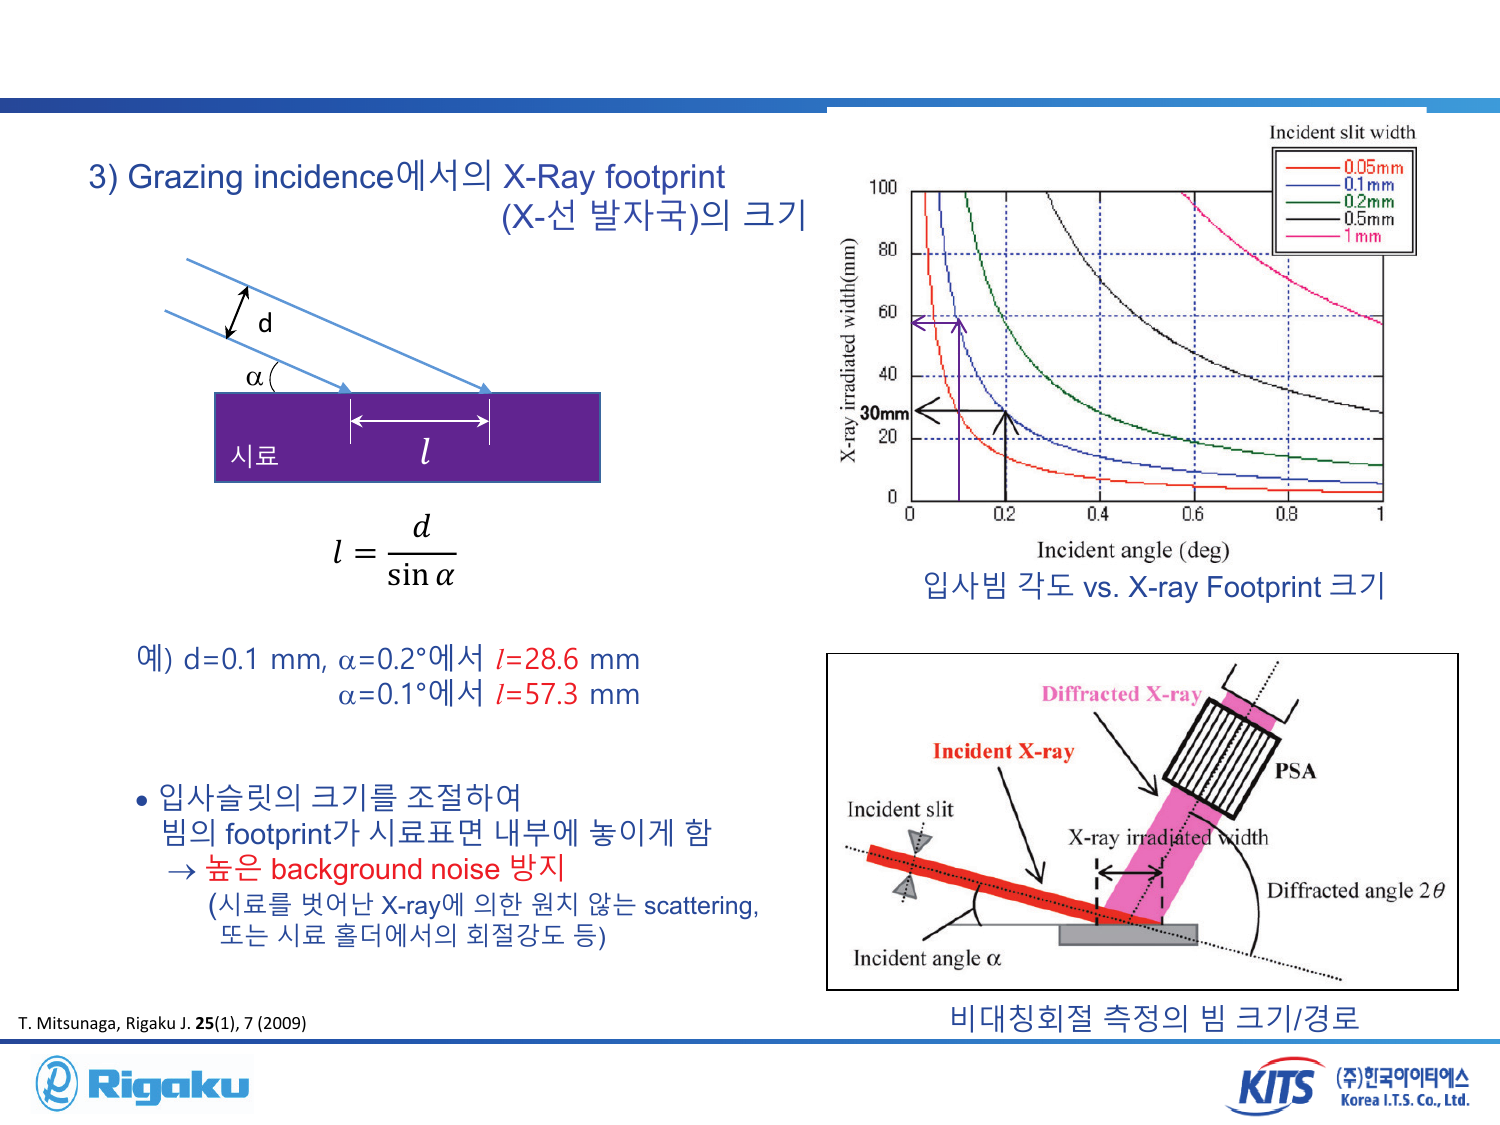 3) Grazing incidence에서의 X-Ray footprint
(X-선 발자국)의 크기
d
α
시료
l
l = d / sin α
예) d=0.1 mm, α=0.2°에서 l=28.6 mm
α=0.1°에서 l=57.3 mm
• 입사슬릿의 크기를 조절하여
빔의 footprint가 시료표면 내부에 놓이게 함
→ 높은 background noise 방지
(시료를 벗어난 X-ray에 의한 원치 않는 scattering,
또는 시료 홀더에서의 회절강도 등)
Incident slit width
0.05mm
0.1mm
0.2mm
0.5mm
1mm
X-ray irradiated width(mm)
100
80
60
40
30mm
20
0
0 0.2 0.4 0.6 0.8 1
Incident angle (deg)
입사빔 각도 vs. X-ray Footprint 크기
Diffracted X-ray
Incident X-ray
PSA
Incident slit
X-ray irradiated width
Diffracted angle 2θ
Incident angle α
비대칭회절 측정의 빔 크기/경로
T. Mitsunaga, Rigaku J. 25(1), 7 (2009)
Rigaku
KITS
(주)한국아이티에스
Korea I.T.S. Co., Ltd.